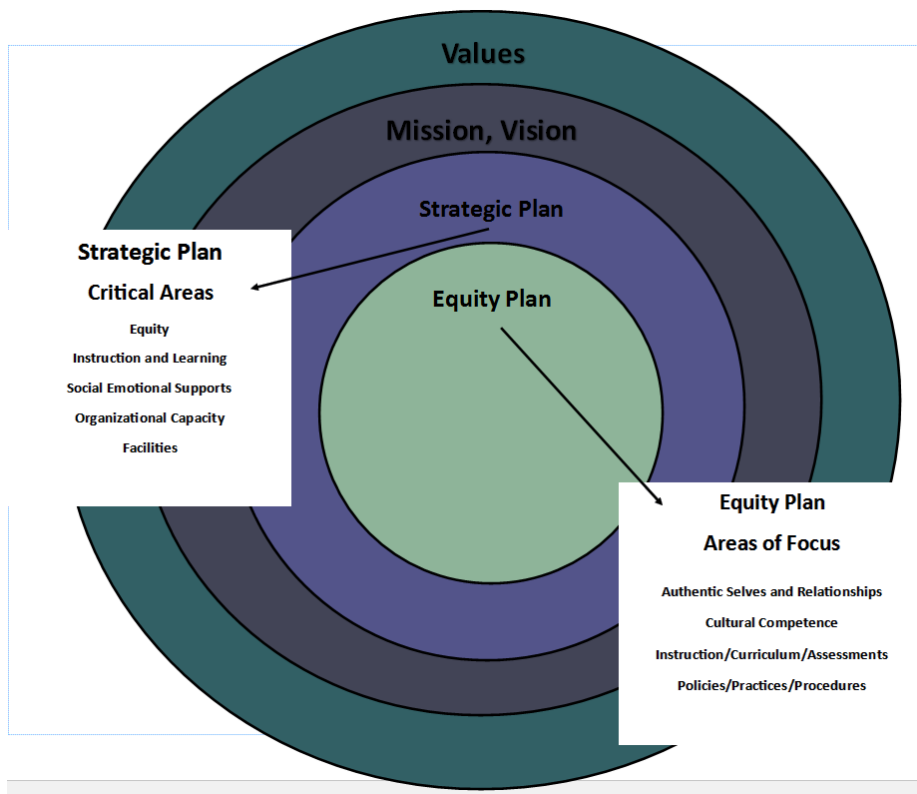 Values
Mission, Vision
Strategic Plan
Equity Plan
Strategic Plan
Critical Areas
Equity
Instruction and Learning
Social Emotional Supports
Organizational Capacity
Facilities
Equity Plan
Areas of Focus
Authentic Selves and Relationships
Cultural Competence
Instruction/Curriculum/Assessments
Policies/Practices/Procedures